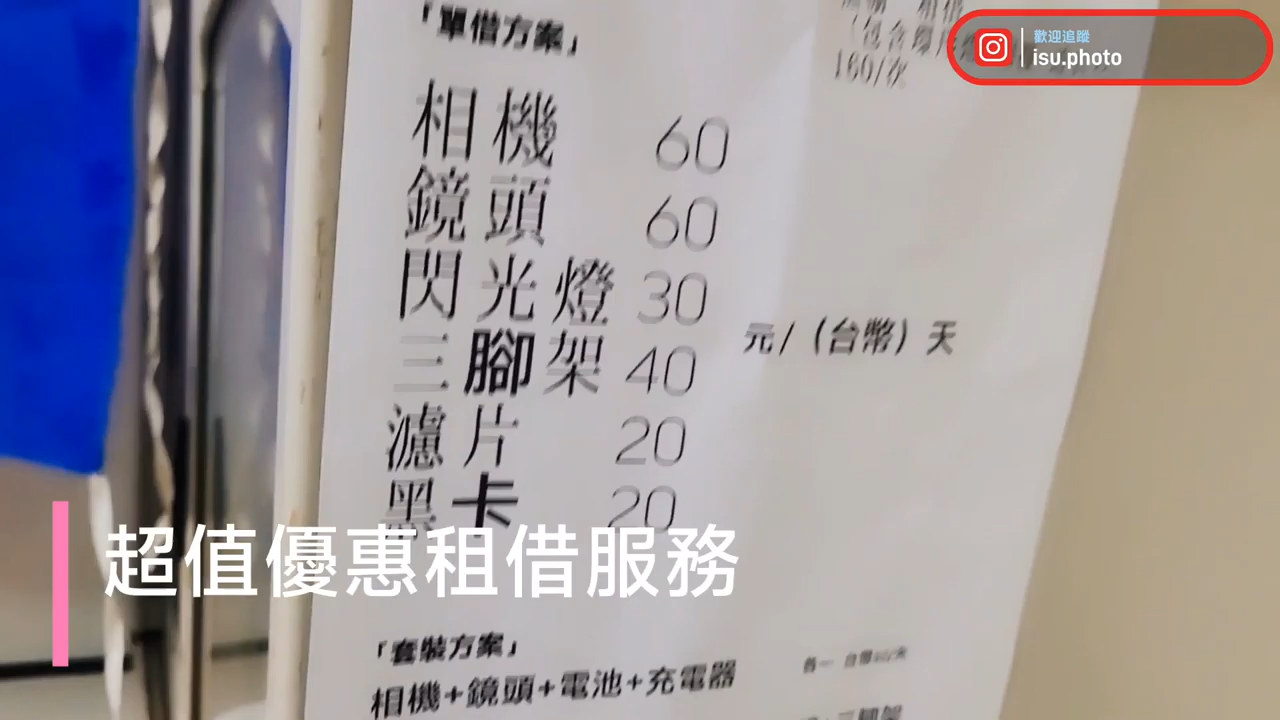 「單借方案」
160/次
歡迎追蹤
isu.photo
相機 60
鏡頭 60
閃光燈 30
三腳架 40
元/（台幣）天
濾片 20
黑卡 20
超值優惠租借服務
「套裝方案」
相機+鏡頭+電池+充電器